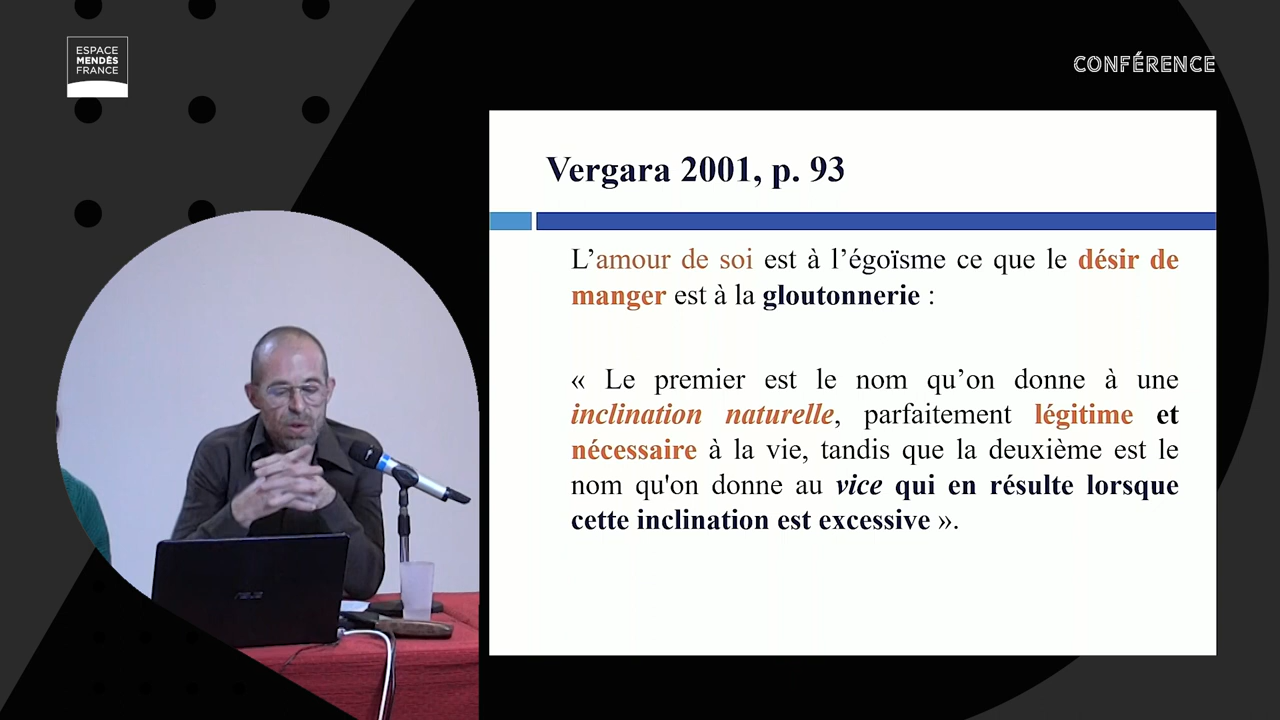 ESPACE
MENDÈS
FRANCE
CONFÉRENCE
Vergara 2001, p. 93
L’amour de soi est à l’égoïsme ce que le désir de
manger est à la gloutonnerie :
« Le premier est le nom qu’on donne à une
inclination naturelle, parfaitement légitime et
nécessaire à la vie, tandis que la deuxième est le
nom qu'on donne au vice qui en résulte lorsque
cette inclination est excessive ».
ASUS